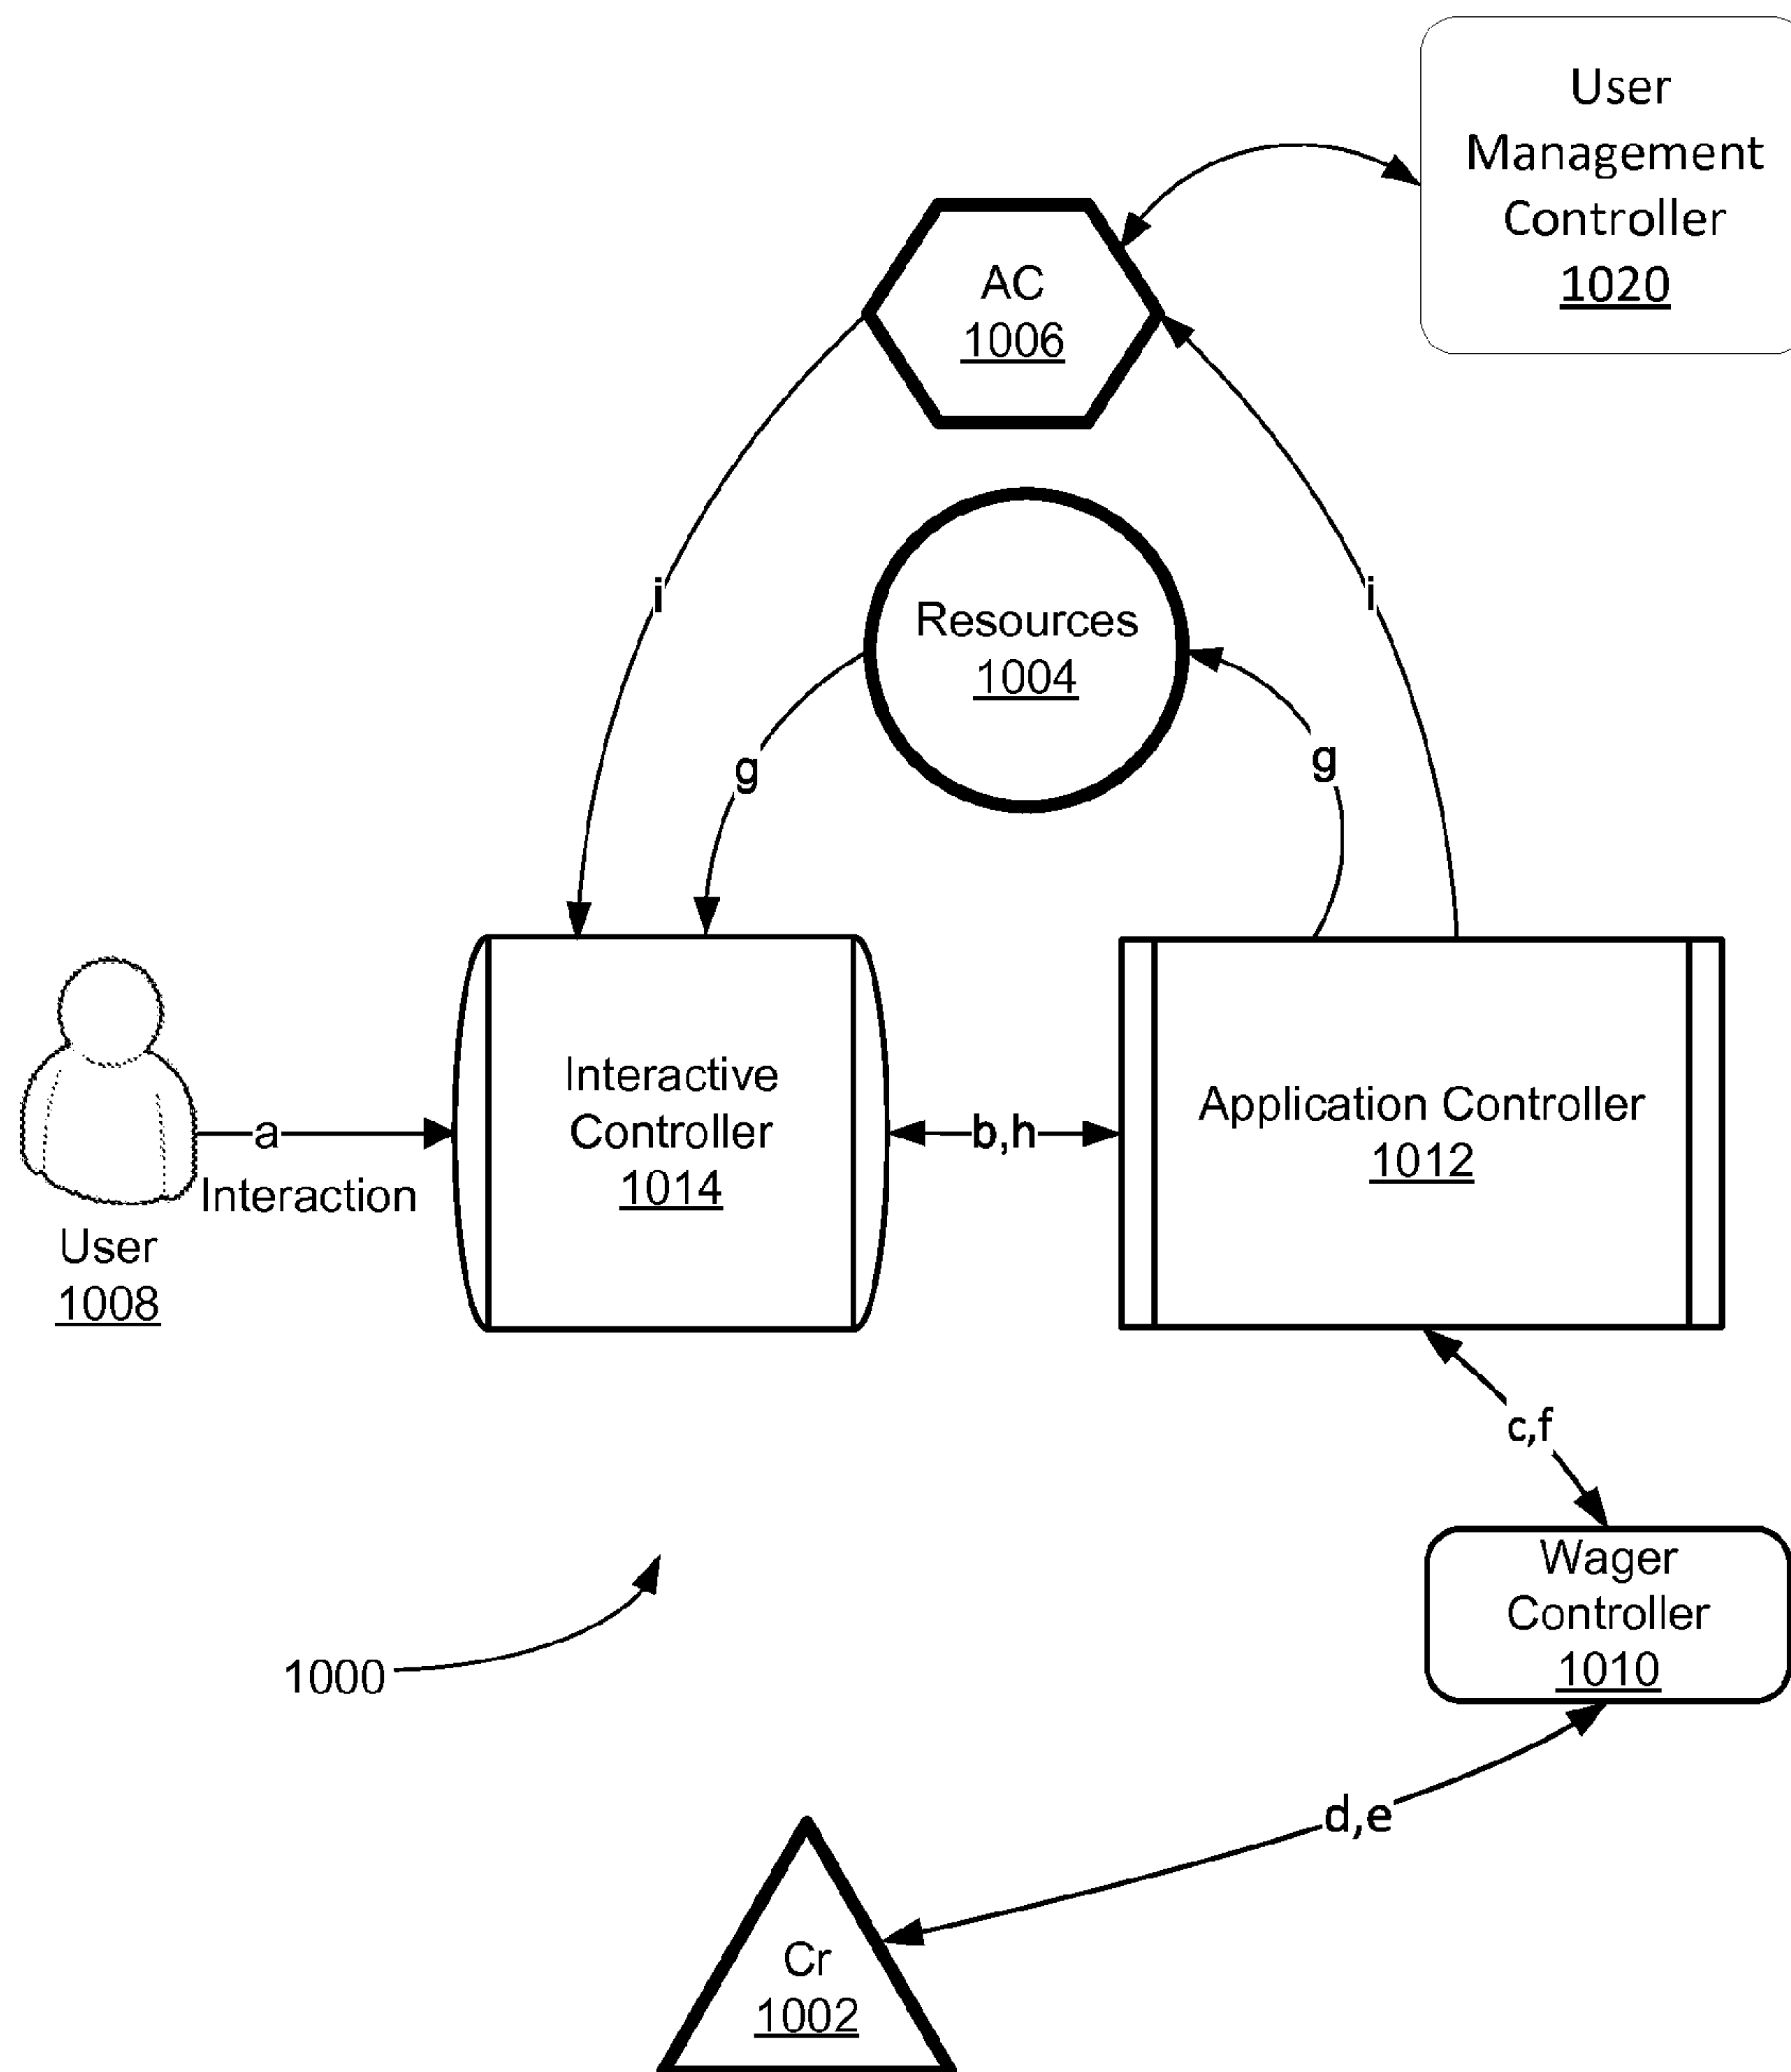 User
Management
Controller
1020
AC
1006
i
i
Resources
1004
g
g
Interactive
Controller
1014
Application Controller
1012
a
Interaction
b,h
User
1008
c,f
Wager
Controller
1010
1000
d,e
Cr
1002